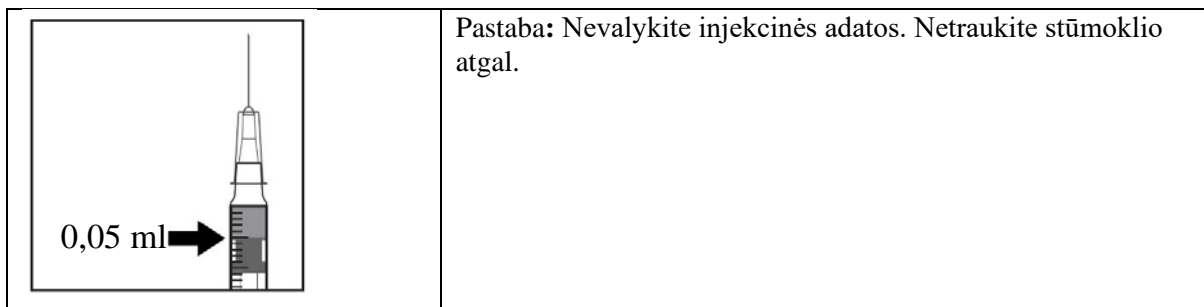 Pastaba: Nevalykite injekcinės adatos. Netraukite stūmoklio
atgal.
0,05 ml